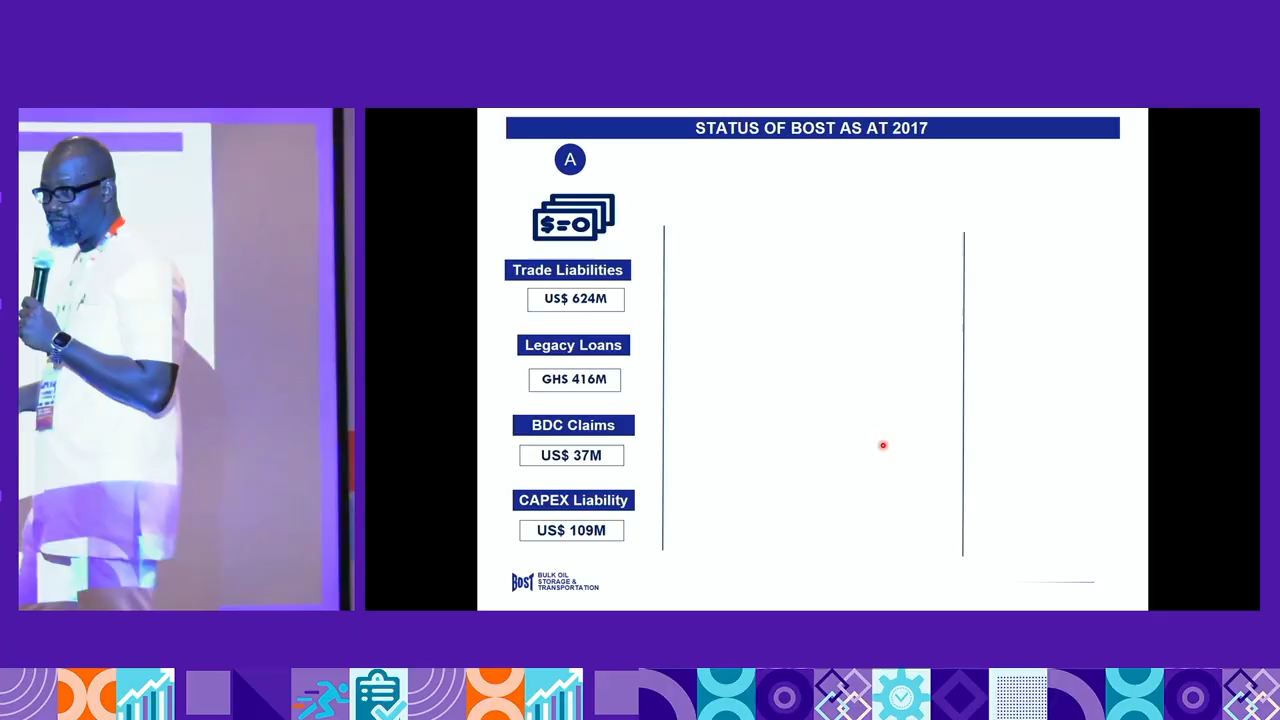 STATUS OF BOST AS AT 2017
A
$=0
Trade Liabilities
US$ 624M
Legacy Loans
GHS 416M
BDC Claims
US$ 37M
CAPEX Liability
US$ 109M
BOST
BULK OIL
STORAGE &
TRANSPORTATION